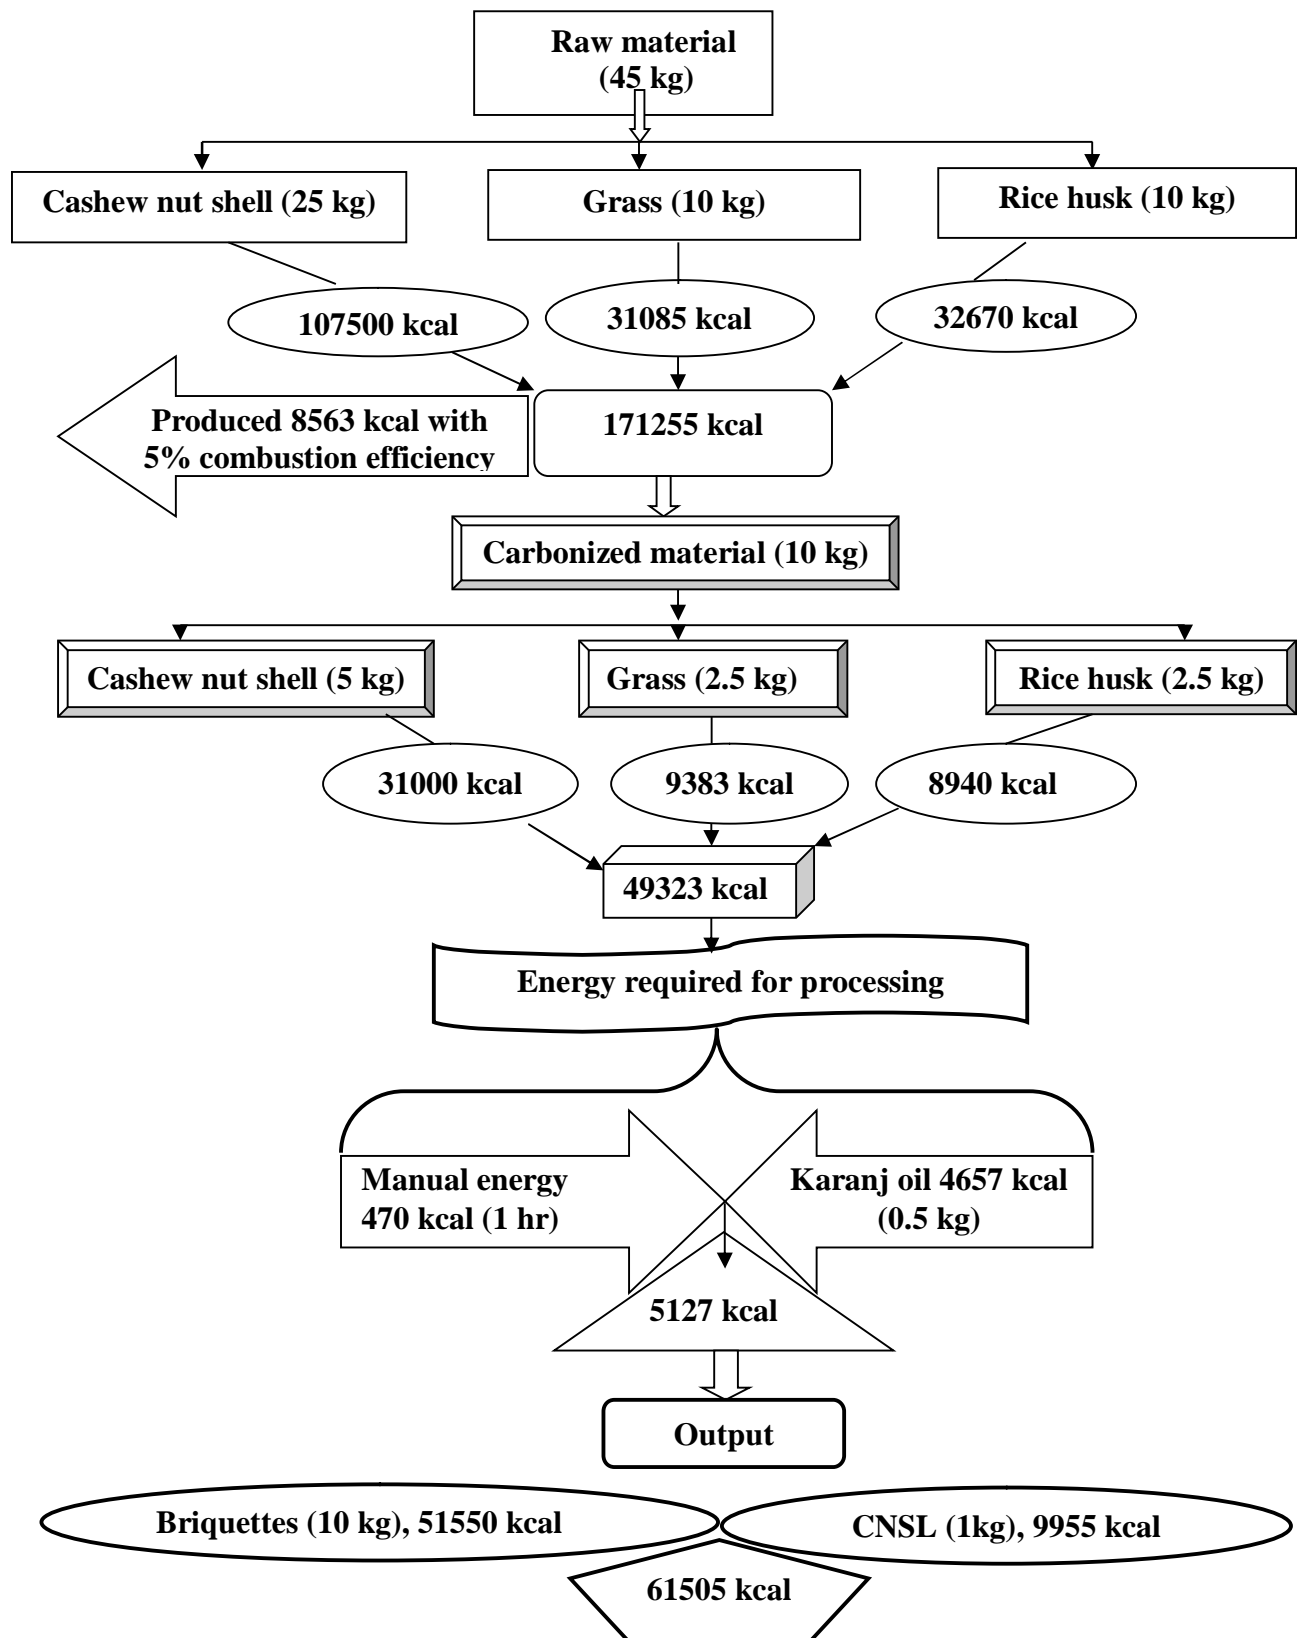 Raw material
(45 kg)
Cashew nut shell (25 kg)
Grass (10 kg)
Rice husk (10 kg)
107500 kcal
31085 kcal
32670 kcal
Produced 8563 kcal with
5% combustion efficiency
171255 kcal
Carbonized material (10 kg)
Cashew nut shell (5 kg)
Grass (2.5 kg)
Rice husk (2.5 kg)
31000 kcal
9383 kcal
8940 kcal
49323 kcal
Energy required for processing
Manual energy
470 kcal (1 hr)
Karanj oil 4657 kcal
(0.5 kg)
5127 kcal
Output
Briquettes (10 kg), 51550 kcal
CNSL (1kg), 9955 kcal
61505 kcal